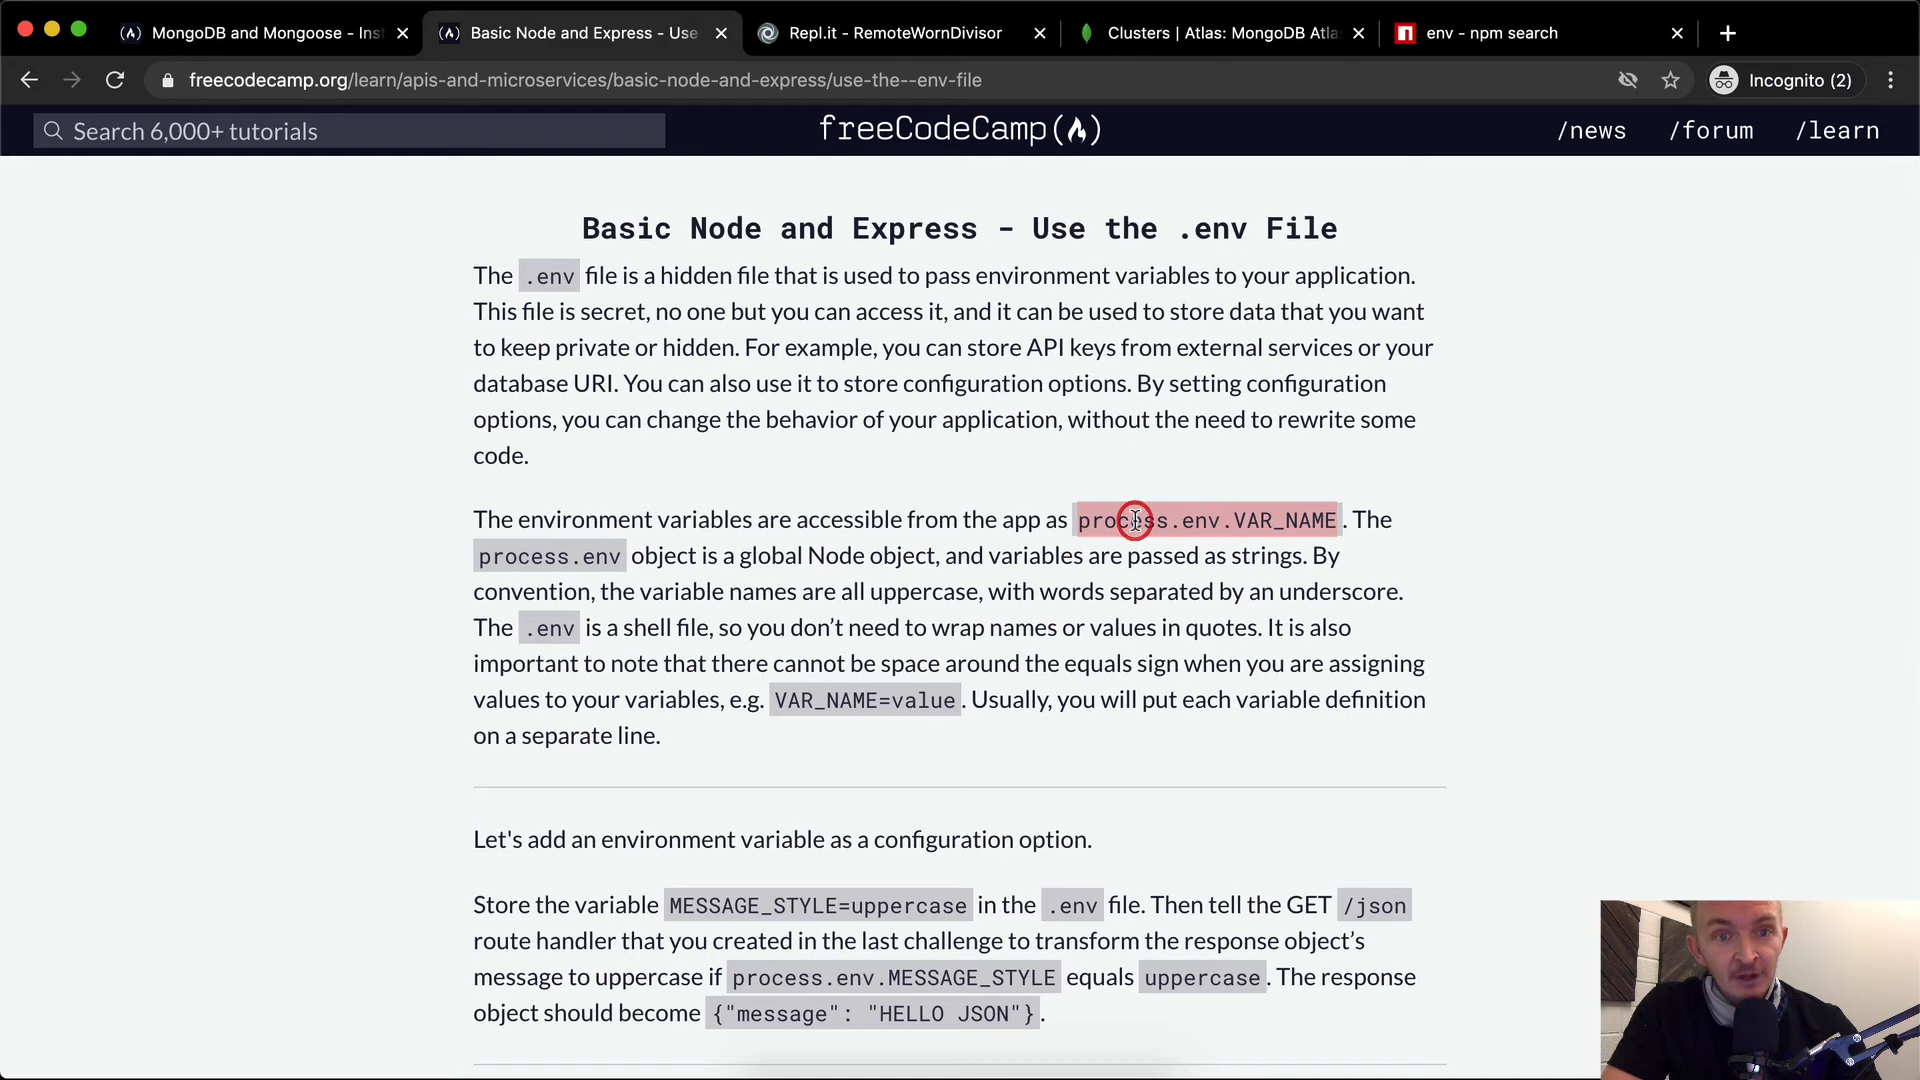 MongoDB and Mongoose - Inst
Basic Node and Express - Use
Repl.it - RemoteWornDivisor
Clusters | Atlas: MongoDB Atla
env - npm search
freecodecamp.org/learn/apis-and-microservices/basic-node-and-express/use-the--env-file
Incognito (2)
Search 6,000+ tutorials
freeCodeCamp(🔥)
/news
/forum
/learn
Basic Node and Express - Use the .env File
The .env file is a hidden file that is used to pass environment variables to your application.
This file is secret, no one but you can access it, and it can be used to store data that you want
to keep private or hidden. For example, you can store API keys from external services or your
database URI. You can also use it to store configuration options. By setting configuration
options, you can change the behavior of your application, without the need to rewrite some
code.
The environment variables are accessible from the app as process.env.VAR_NAME. The
process.env object is a global Node object, and variables are passed as strings. By
convention, the variable names are all uppercase, with words separated by an underscore.
The .env is a shell file, so you don’t need to wrap names or values in quotes. It is also
important to note that there cannot be space around the equals sign when you are assigning
values to your variables, e.g. VAR_NAME=value. Usually, you will put each variable definition
on a separate line.
Let's add an environment variable as a configuration option.
Store the variable MESSAGE_STYLE=uppercase in the .env file. Then tell the GET /json
route handler that you created in the last challenge to transform the response object’s
message to uppercase if process.env.MESSAGE_STYLE equals uppercase. The response
object should become {"message": "HELLO JSON"}.